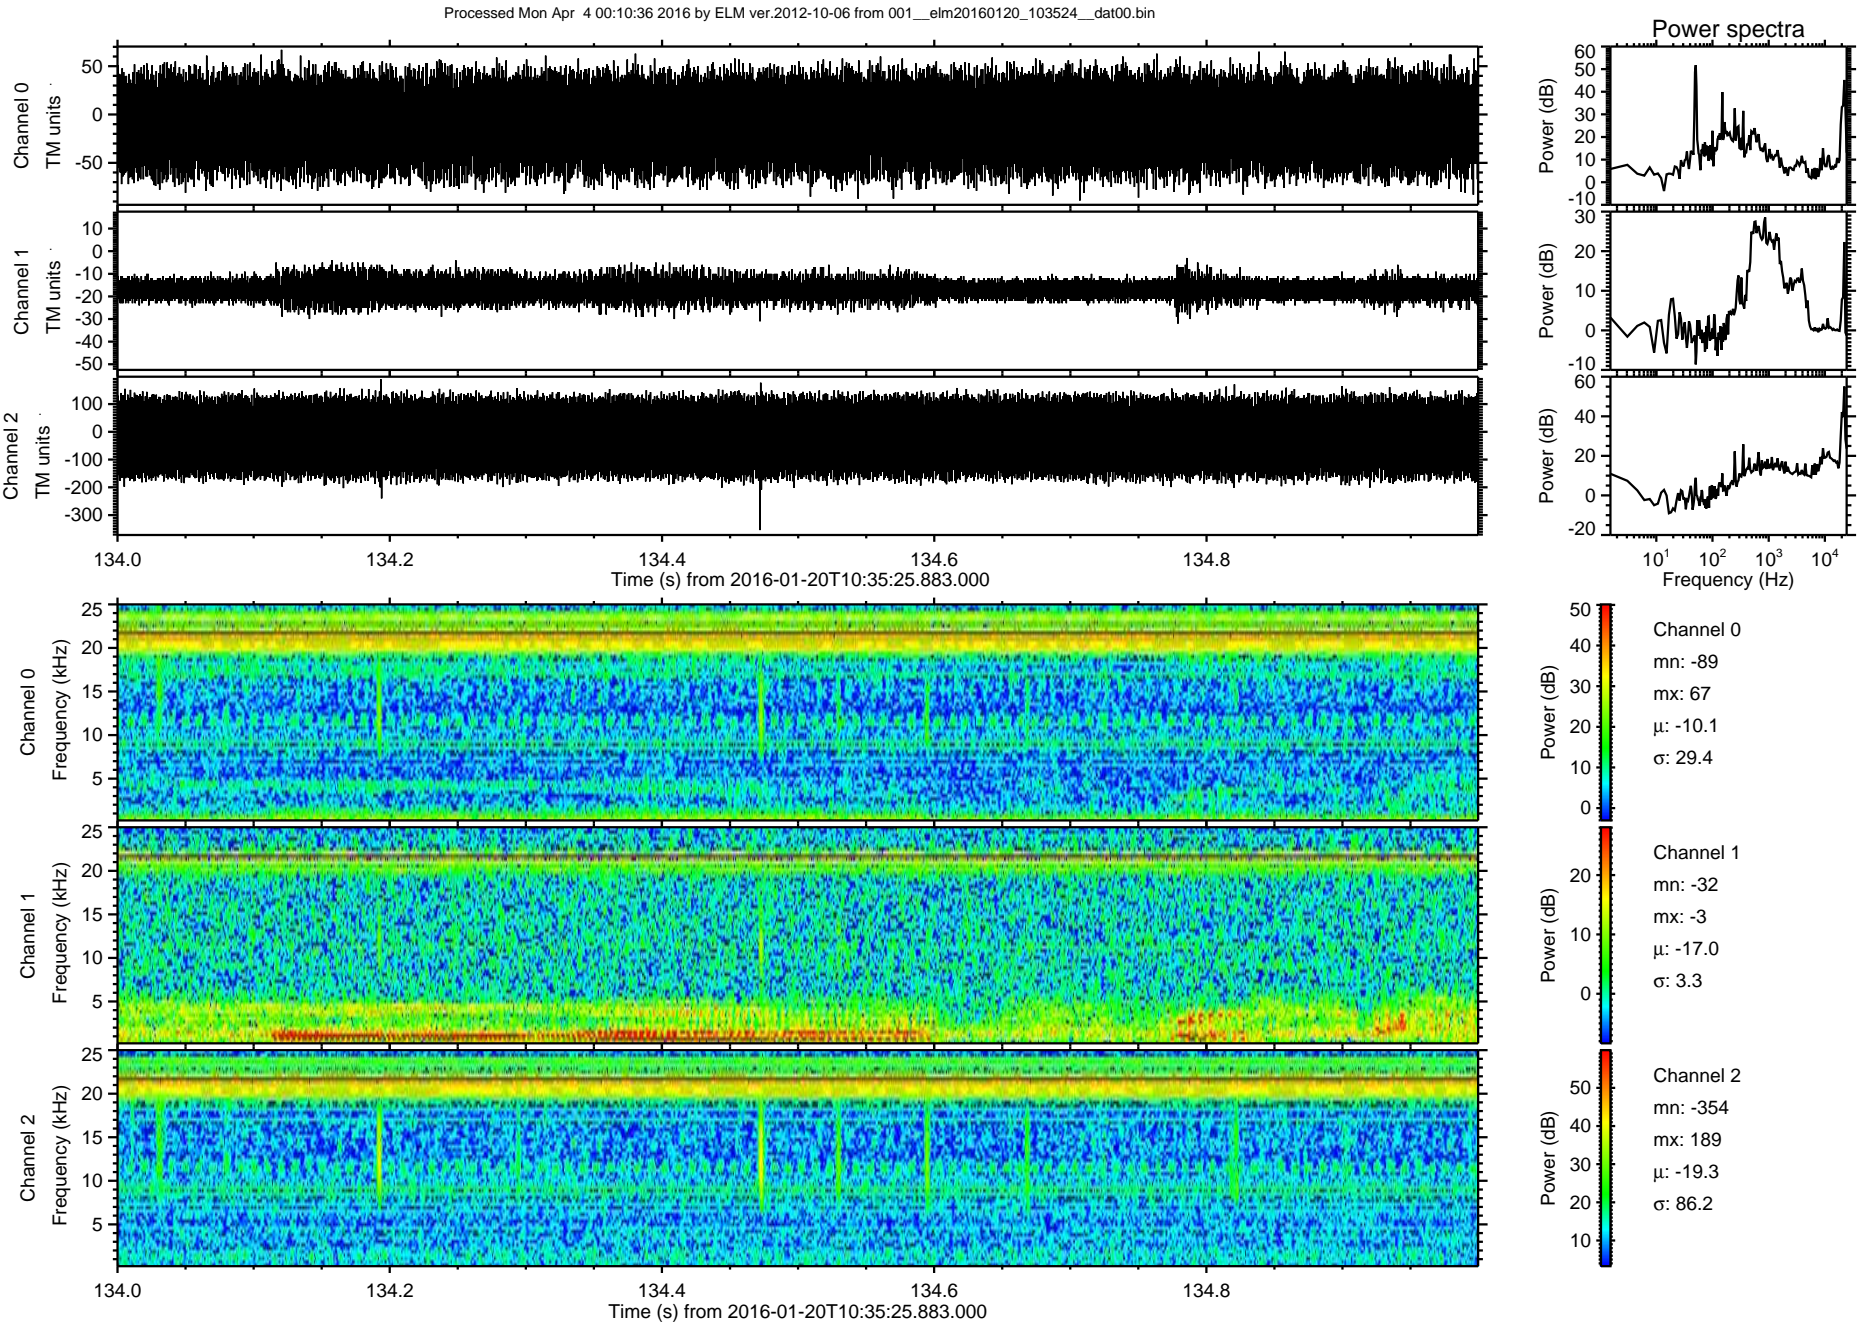 Processed Mon Apr  4 00:10:36 2016 by ELM ver.2012-10-06 from 001__elm20160120_103524__dat00.bin
Power spectra
Channel 0
TM units
50
0
-50
Power (dB)
60
50
40
30
20
10
0
-10
Channel 1
TM units
10
0
-10
-20
-30
-40
-50
Power (dB)
30
20
10
0
-10
Channel 2
TM units
100
0
-100
-200
-300
Power (dB)
60
40
20
0
-20
134.0 134.2 134.4 134.6 134.8
Time (s) from 2016-01-20T10:35:25.883.000
10^1 10^2 10^3 10^4
Frequency (Hz)
Channel 0
Frequency (kHz)
25
20
15
10
5
Power (dB)
50
40
30
20
10
0
Channel 0
mn: -89
mx: 67
μ: -10.1
σ: 29.4
Channel 1
Frequency (kHz)
25
20
15
10
5
Power (dB)
20
10
0
Channel 1
mn: -32
mx: -3
μ: -17.0
σ: 3.3
Channel 2
Frequency (kHz)
25
20
15
10
5
Power (dB)
50
40
30
20
10
Channel 2
mn: -354
mx: 189
μ: -19.3
σ: 86.2
134.0 134.2 134.4 134.6 134.8
Time (s) from 2016-01-20T10:35:25.883.000